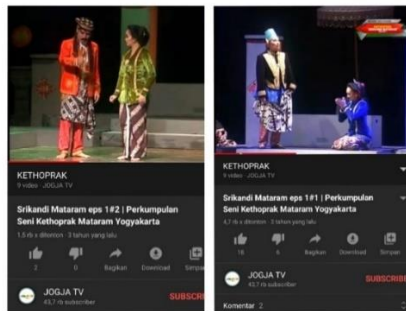 KETHOPRAK
9 video · JOGJA TV
Srikandi Mataram eps 1#2 | Perkumpulan
Seni Kethoprak Mataram Yogyakarta
1,5 rb x ditonton · 3 tahun yang lalu
2
0
Bagikan
Download
Simpan
JOGJA TV
43,7 rb subscriber
SUBSCRI
KETHOPRAK
9 video · JOGJA TV
Srikandi Mataram eps 1#1 | Perkumpulan
Seni Kethoprak Mataram Yogyakarta
4,7 rb x ditonton · 3 tahun yang lalu
18
6
Bagikan
Download
Simpan
JOGJA TV
43,7 rb subscriber
SUBSCRIBE
Komentar 2